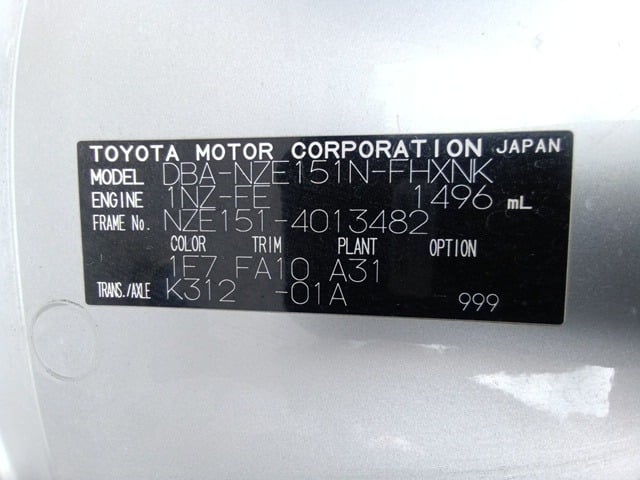 TOYOTA MOTOR CORPORATION JAPAN
MODEL DBA-NZE151N-FHXNK
ENGINE 1NZ-FE 1496 mL
FRAME No. NZE151-4013482
COLOR TRIM PLANT OPTION
1E7 FA10 A31
TRANS./AXLE K312 -01A 999